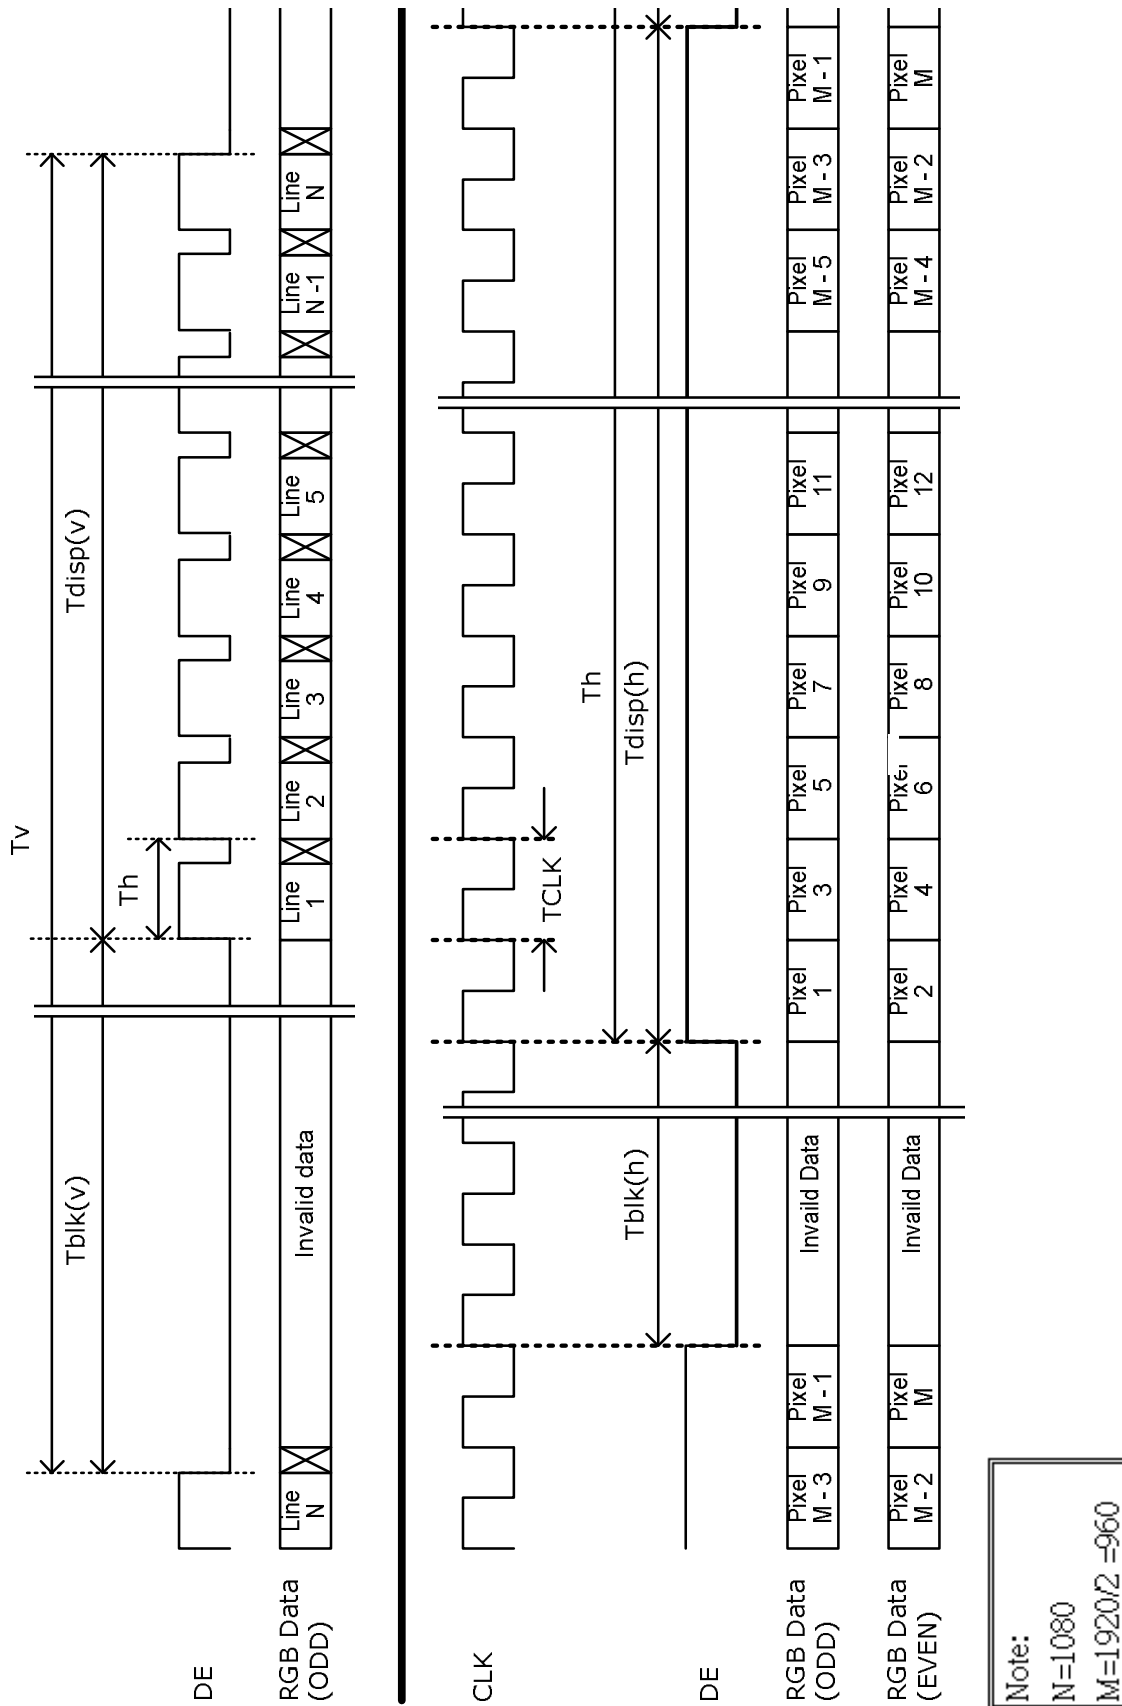 Tv
Tblk(v)
Tdisp(v)
Th
DE
RGB Data
(ODD)
Line
N
Invalid data
Line
1
Line
2
Line
3
Line
4
Line
5
Line
N-1
Line
N
CLK
TCLK
Th
Tblk(h)
Tdisp(h)
DE
RGB Data
(ODD)
Pixel
M - 3
Pixel
M - 1
Invaild Data
Pixel
1
Pixel
3
Pixel
5
Pixel
7
Pixel
9
Pixel
11
Pixel
M - 5
Pixel
M - 3
Pixel
M - 1
RGB Data
(EVEN)
Pixel
M - 2
Pixel
M
Invaild Data
Pixel
2
Pixel
4
Pixel
6
Pixel
8
Pixel
10
Pixel
12
Pixel
M - 4
Pixel
M - 2
Pixel
M
Note:
N=1080
M=1920/2 =960